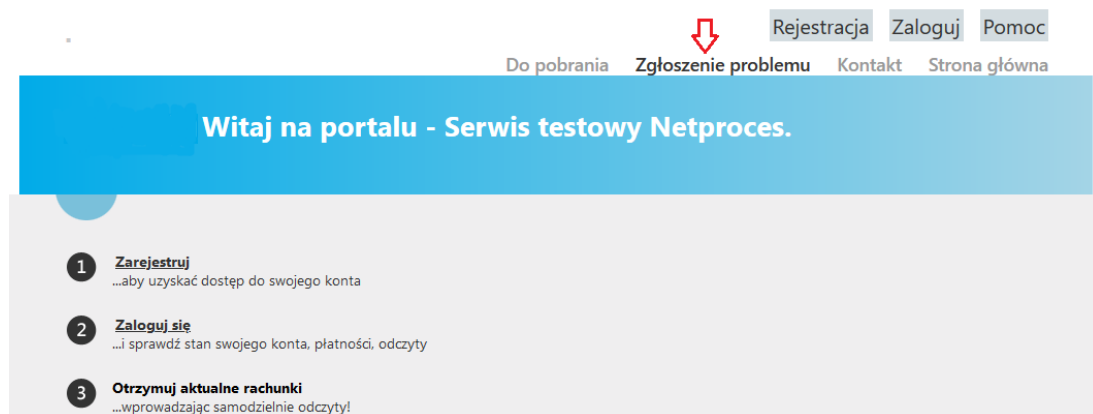 Rejestracja Zaloguj Pomoc
Do pobrania Zgłoszenie problemu Kontakt Strona główna
Witaj na portalu - Serwis testowy Netproces.
1 Zarejestruj
...aby uzyskać dostęp do swojego konta
2 Zaloguj się
...i sprawdź stan swojego konta, płatności, odczyty
3 Otrzymuj aktualne rachunki
...wprowadzając samodzielnie odczyty!